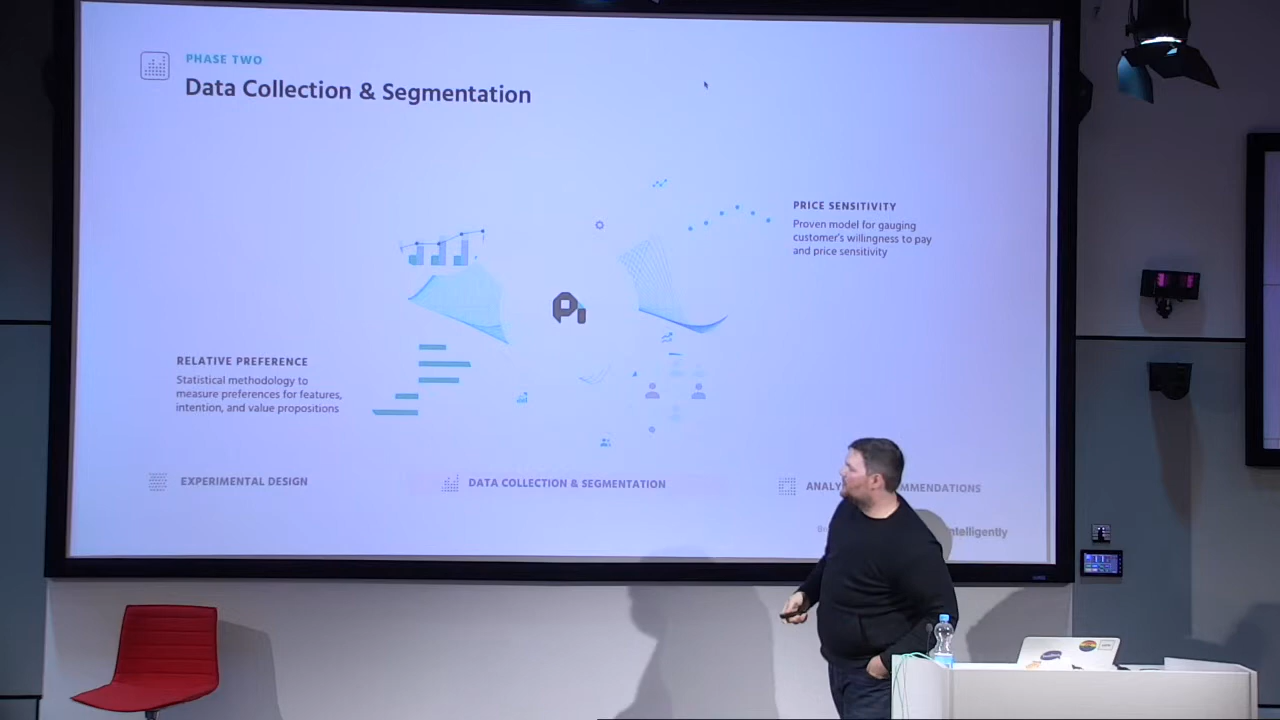 PHASE TWO
Data Collection & Segmentation
PRICE SENSITIVITY
Proven model for gauging
customer's willingness to pay
and price sensitivity
RELATIVE PREFERENCE
Statistical methodology to
measure preferences for features,
intention, and value propositions
EXPERIMENTAL DESIGN
DATA COLLECTION & SEGMENTATION
ANALY MMENDATIONS
ntelligently